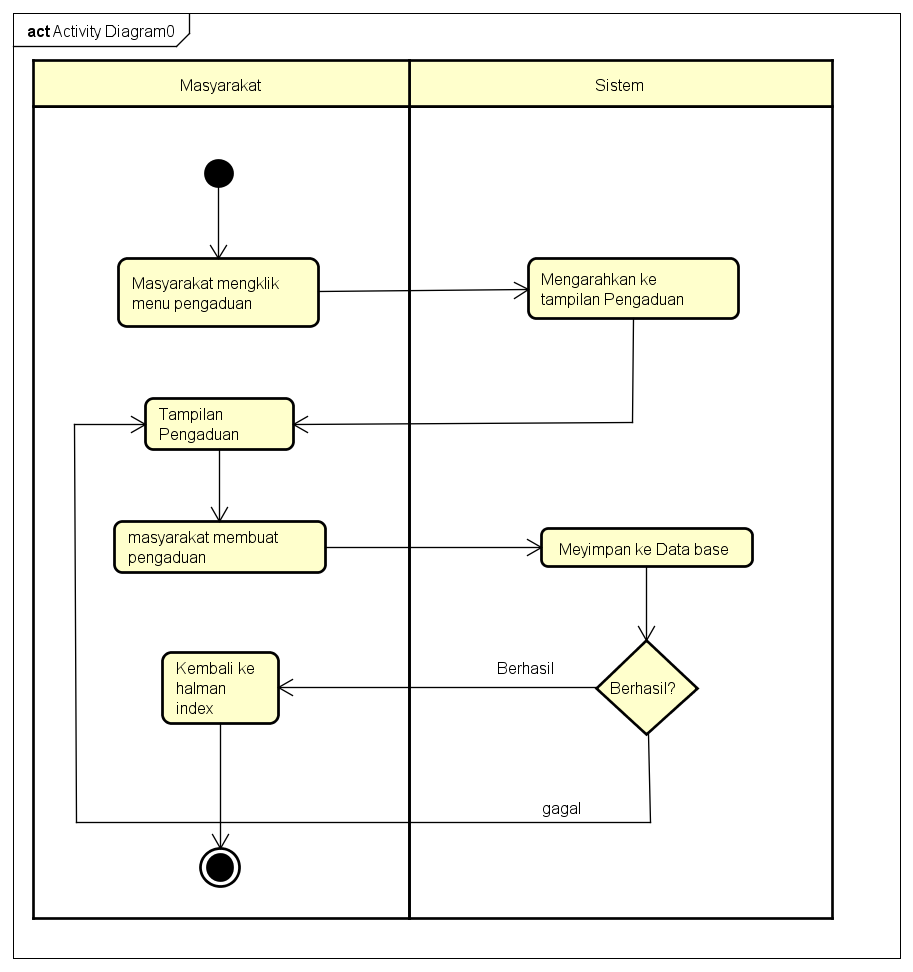 act Activity Diagram0
Masyarakat
Sistem
Masyarakat mengklik
menu pengaduan
Mengarahkan ke
tampilan Pengaduan
Tampilan
Pengaduan
masyarakat membuat
pengaduan
Meyimpan ke Data base
Kembali ke
halman
index
Berhasil
Berhasil?
gagal